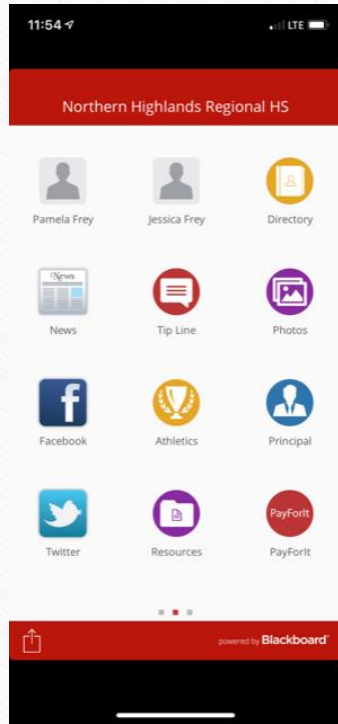 11:54
LTE
Northern Highlands Regional HS
Pamela Frey
Jessica Frey
Directory
News
News
Tip Line
Photos
Facebook
Athletics
Principal
PayForIt
Twitter
Resources
PayForIt
powered by Blackboard